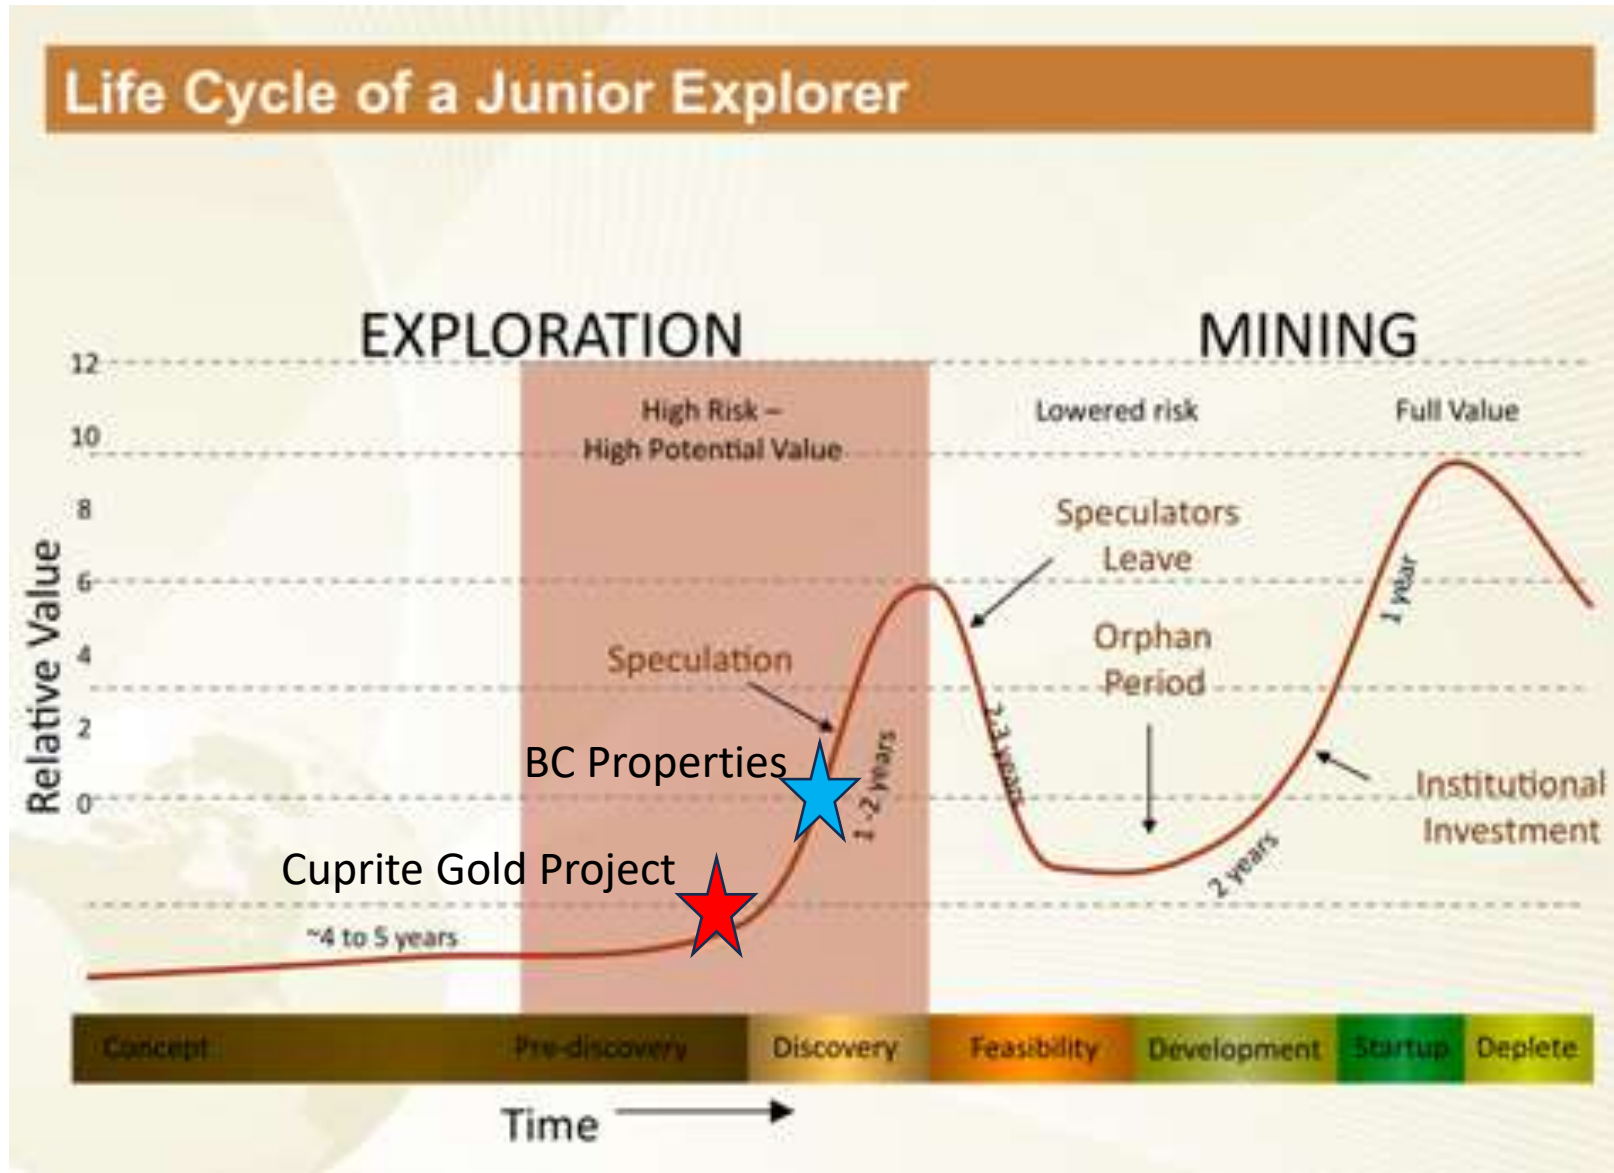 Life Cycle of a Junior Explorer
EXPLORATION
MINING
12
10
8
6
4
2
0
Relative Value
High Risk –
High Potential Value
Lowered risk
Full Value
Speculators
Leave
Speculation
Orphan
Period
BC Properties
Cuprite Gold Project
~4 to 5 years
1 -2 years
2-3 years
2 years
1 year
Institutional
Investment
Concept
Pre-discovery
Discovery
Feasibility
Development
Startup
Deplete
Time